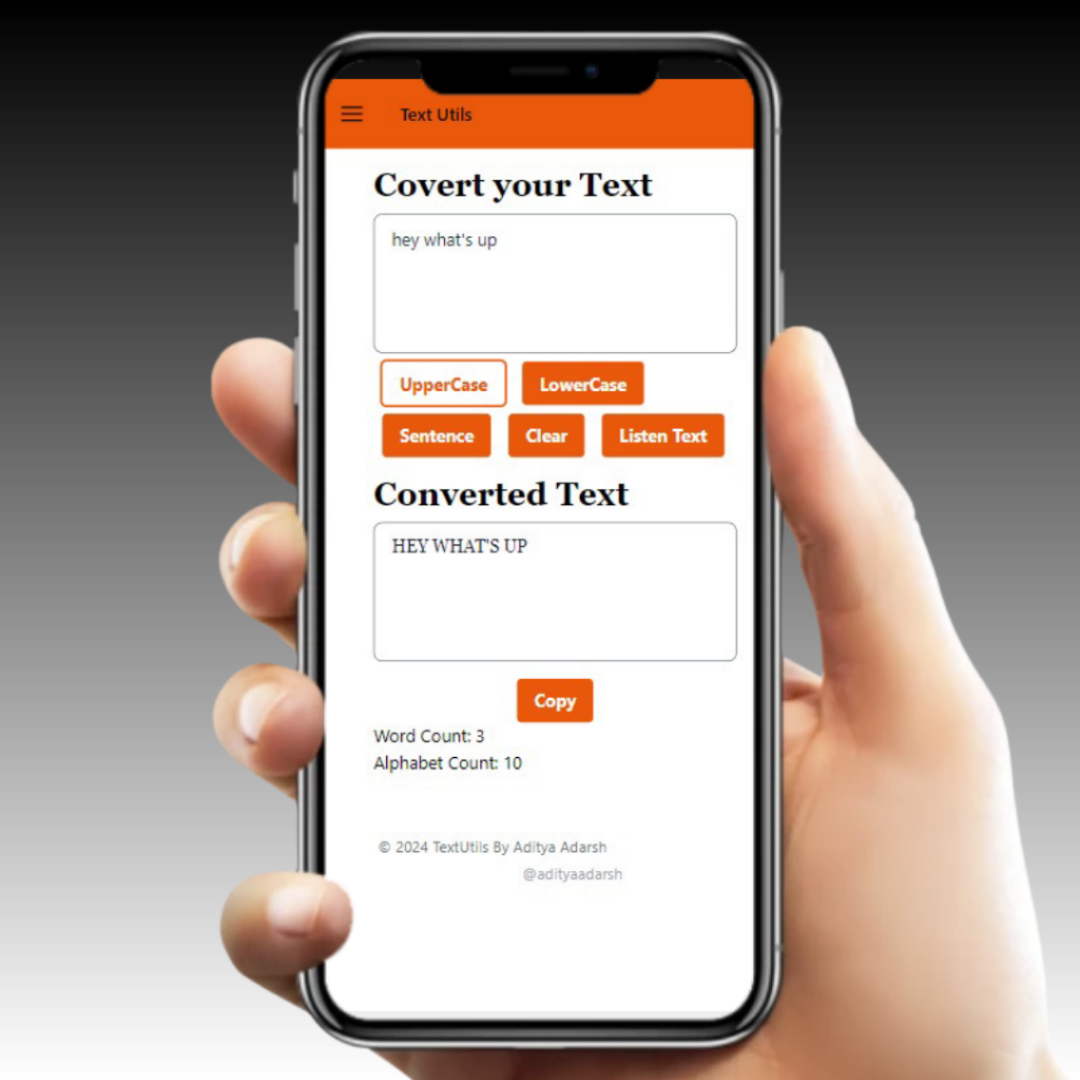 Text Utils
Covert your Text
hey what's up
UpperCase LowerCase
Sentence Clear Listen Text
Converted Text
HEY WHAT'S UP
Copy
Word Count: 3
Alphabet Count: 10
© 2024 TextUtils By Aditya Adarsh
@adityaadarsh